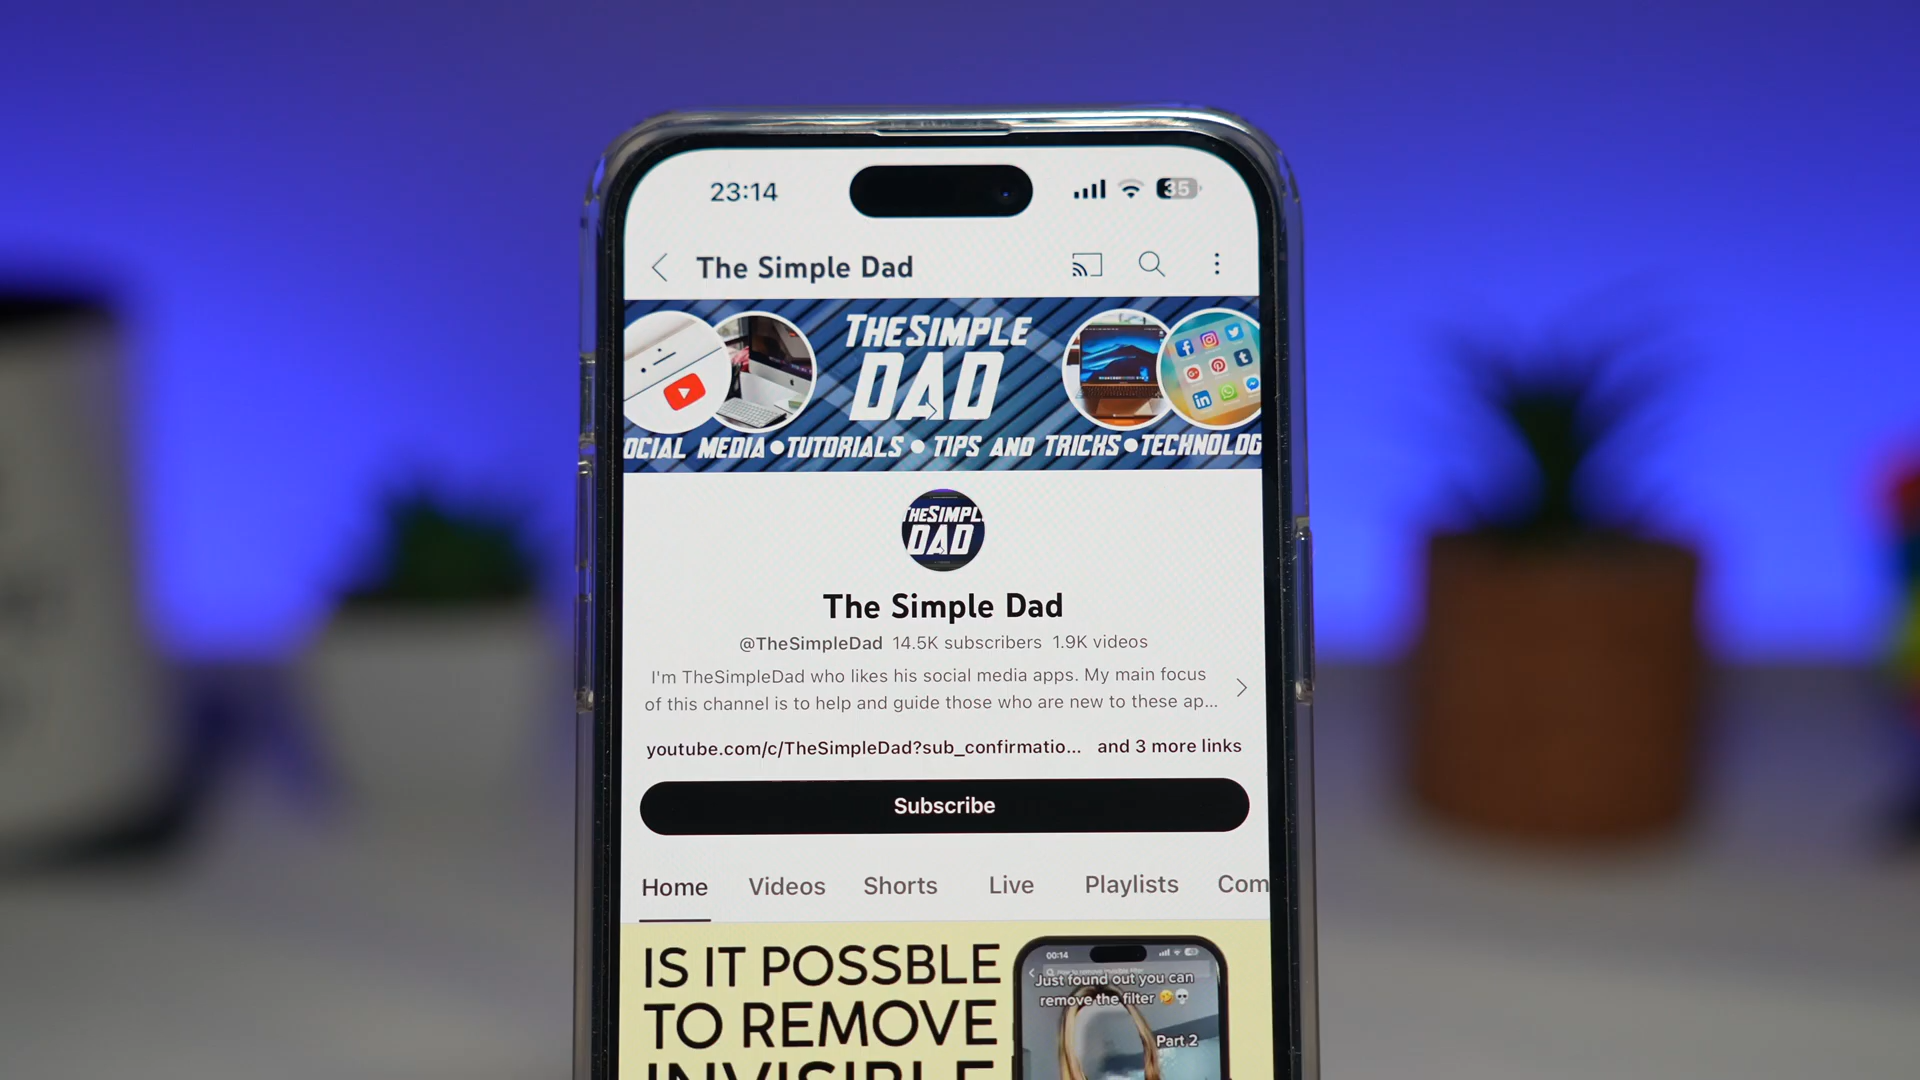 23:14
35
The Simple Dad
THESIMPLE
DAD
OCIAL MEDIA•TUTORIALS • TIPS AND TRICKS•TECHNOLOG
HESIMPL
DAD
The Simple Dad
@TheSimpleDad 14.5K subscribers 1.9K videos
I'm TheSimpleDad who likes his social media apps. My main focus
of this channel is to help and guide those who are new to these ap...
youtube.com/c/TheSimpleDad?sub_confirmatio... and 3 more links
Subscribe
Home Videos Shorts Live Playlists Com
IS IT POSSBLE
TO REMOVE
INVISIBLE
00:14
Just found out you can
remove the filter 🤣💀
Part 2